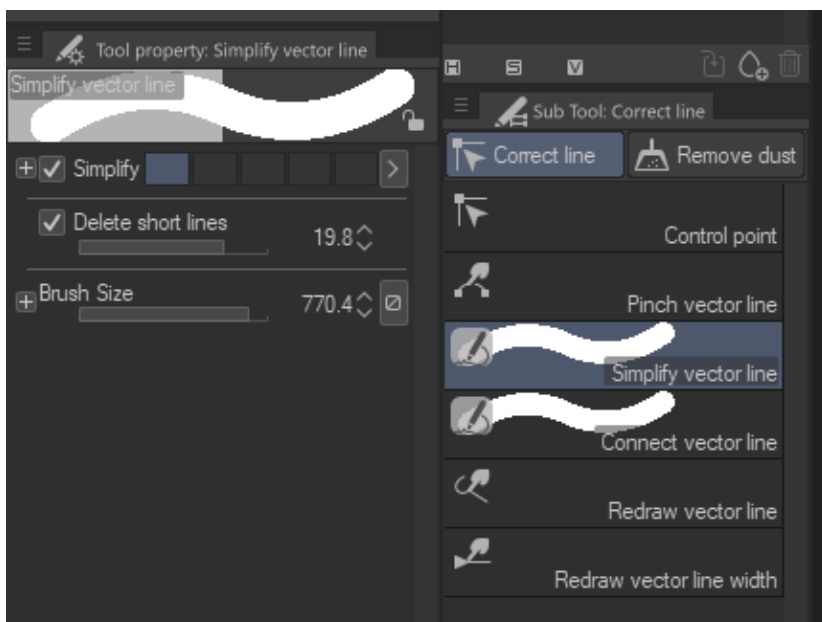 Tool property: Simplify vector line
Simplify vector line
Simplify
Delete short lines
19.8
Brush Size
770.4
H S V
Sub Tool: Correct line
Correct line
Remove dust
Control point
Pinch vector line
Simplify vector line
Connect vector line
Redraw vector line
Redraw vector line width